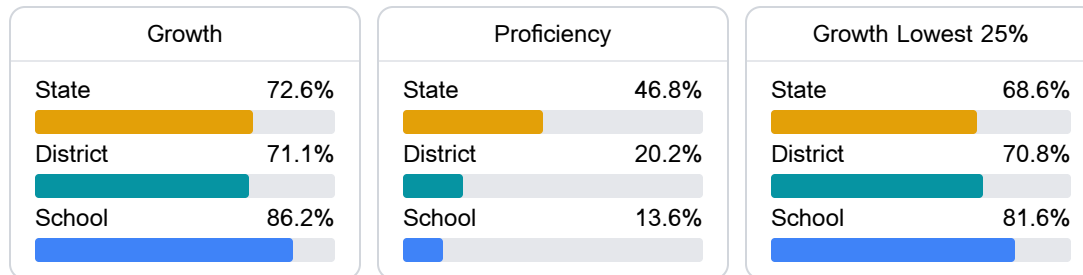 Growth
State 72.6%
District 71.1%
School 86.2%
Proficiency
State 46.8%
District 20.2%
School 13.6%
Growth Lowest 25%
State 68.6%
District 70.8%
School 81.6%